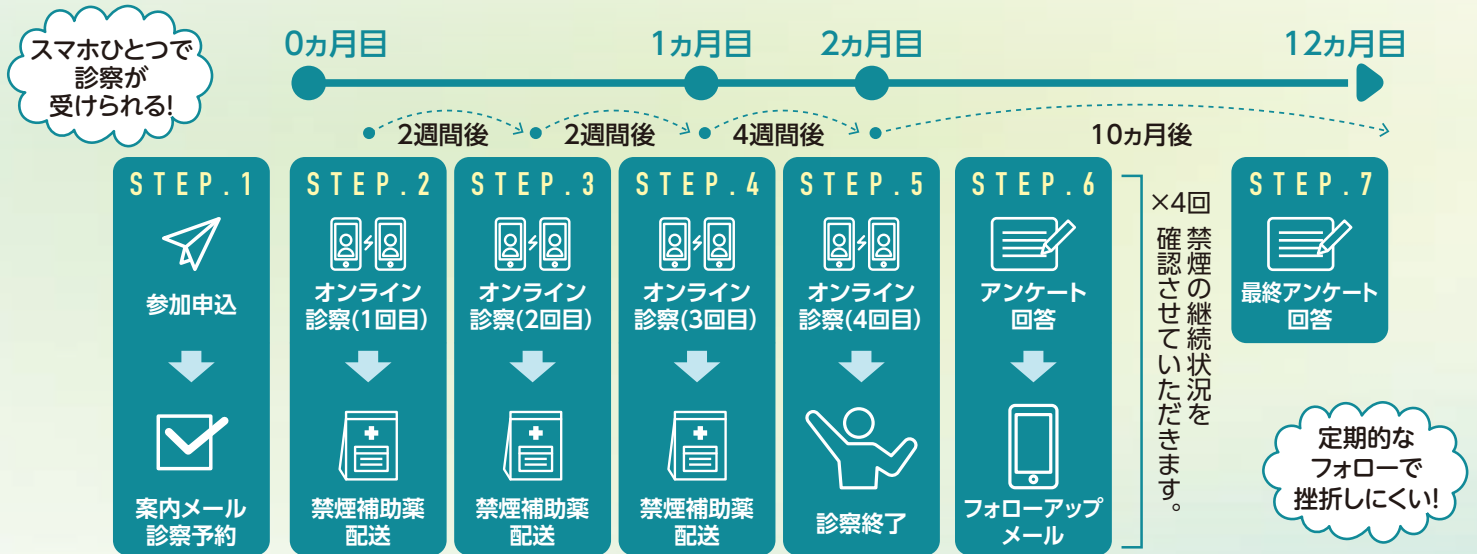 スマホひとつで
診察が
受けられる!
0ヵ月目
1ヵ月目
2ヵ月目
12ヵ月目
2週間後
2週間後
4週間後
10ヵ月後
STEP.1
参加申込
案内メール
診察予約
STEP.2
オンライン
診察(1回目)
禁煙補助薬
配送
STEP.3
オンライン
診察(2回目)
禁煙補助薬
配送
STEP.4
オンライン
診察(3回目)
禁煙補助薬
配送
STEP.5
オンライン
診察(4回目)
診察終了
STEP.6
アンケート
回答
フォローアップ
メール
×4回
禁煙の継続状況を
確認させていただきます。
STEP.7
最終アンケート
回答
定期的な
フォローで
挫折しにくい!